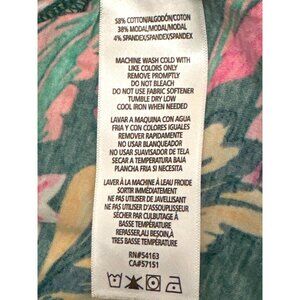 58% COTTON/ALGODÓN/COTON
38% MODAL/MODAL/MODAL
4% SPANDEX/SPANDEX/SPANDEX
MACHINE WASH COLD WITH
LIKE COLORS ONLY
REMOVE PROMPTLY
DO NOT BLEACH
DO NOT USE FABRIC SOFTENER
TUMBLE DRY LOW
COOL IRON WHEN NEEDED
LAVAR A MAQUINA CON AGUA
FRIA Y CON COLORES IGUALES
REMOVER RAPIDAMENTE
NO USAR BLANQUEADOR
NO USAR SUAVISADOR DE TELA
SECAR A TEMPERATURA BAJA
PLANCHA FRIA SI NECESITA
LAVER À LA MACHINE À L'EAU FROIDE
SORTIR IMMÉDIATEMENT
NE PAS UTILISER DE JAVELLISANT
NE PAS UTILISER D'ASSOUPLISSEUR
SÉCHER PAR CULBUTAGE À
BASSE TEMPÉRATURE
REPASSER,AU BESOIN,À
TRES BASSE TEMPÉRATURE
RN#54163
CA#57151